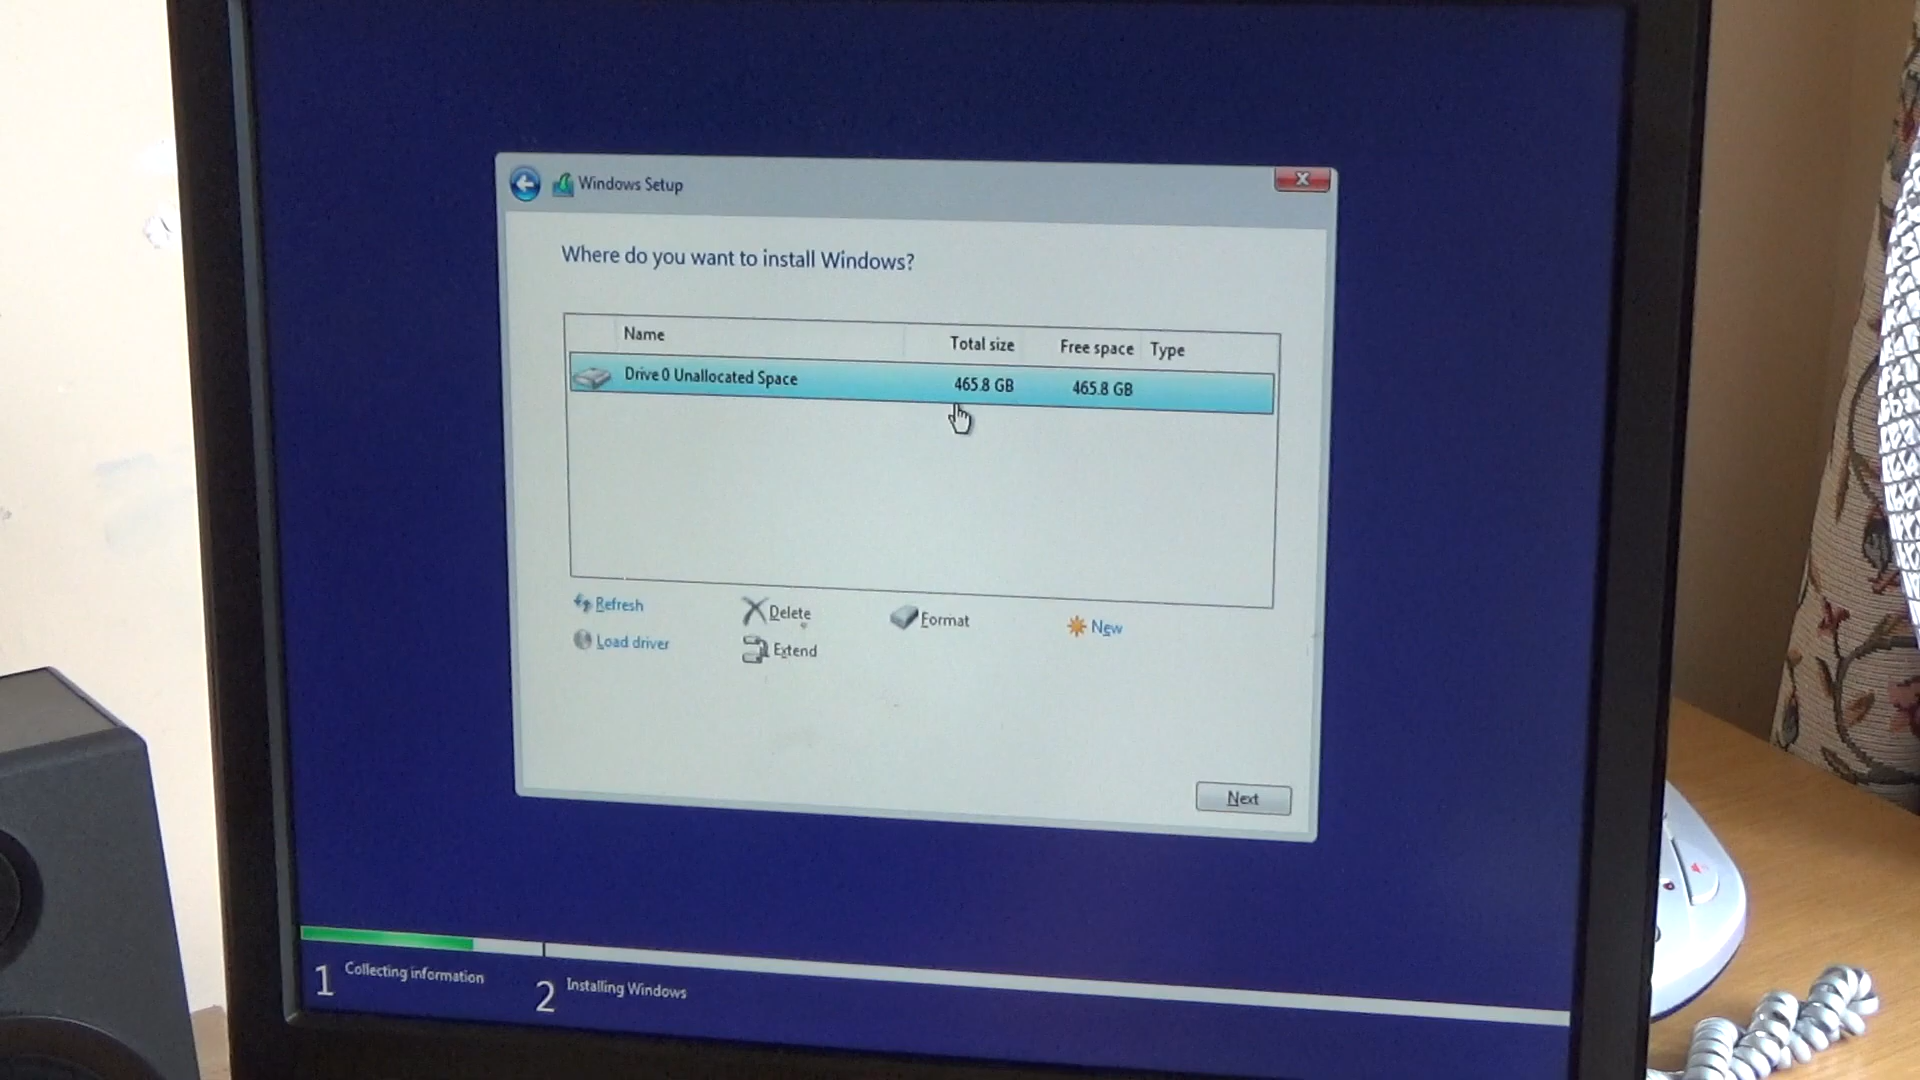 Windows Setup
X
Where do you want to install Windows?
Name Total size Free space Type
Drive 0 Unallocated Space 465.8 GB 465.8 GB
Refresh Delete Format New
Load driver Extend
Next
1 Collecting information 2 Installing Windows